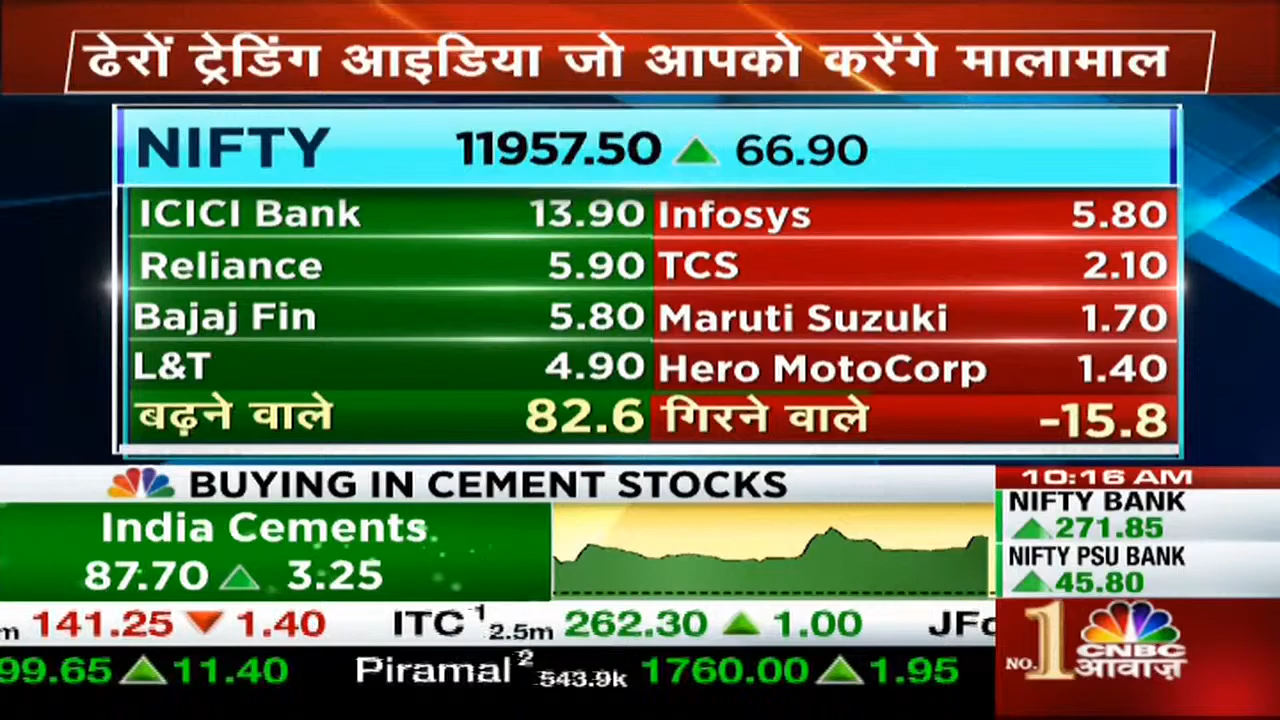 ढेरों ट्रेडिंग आइडिया जो आपको करेंगे मालामाल
NIFTY 11957.50 ▲ 66.90
ICICI Bank 13.90 Infosys 5.80
Reliance 5.90 TCS 2.10
Bajaj Fin 5.80 Maruti Suzuki 1.70
L&T 4.90 Hero MotoCorp 1.40
बढ़ने वाले 82.6 गिरने वाले -15.8
BUYING IN CEMENT STOCKS
India Cements
87.70 ▲ 3.25
10:16 AM
NIFTY BANK
▲271.85
NIFTY PSU BANK
▲45.80
m 141.25 ▼ 1.40 ITC¹ 2.5m 262.30 ▲ 1.00 JFc
99.65 ▲ 11.40 Piramal² 543.9k 1760.00 ▲ 1.95
NO.1 CNBC
आवाज़